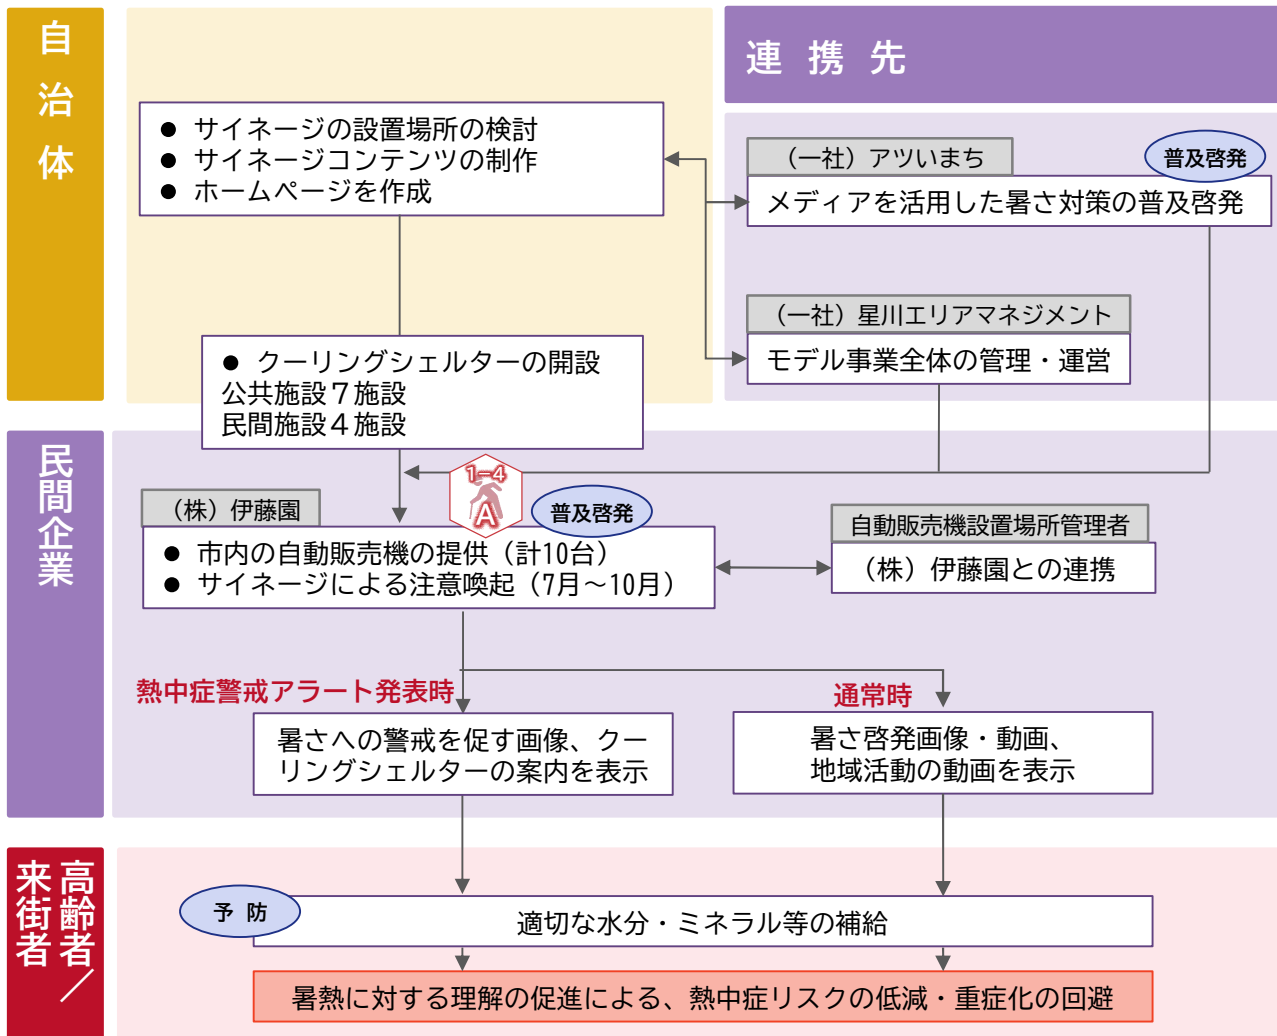 自治体
連携先
● サイネージの設置場所の検討
● サイネージコンテンツの制作
● ホームページを作成
(一社)アツいまち
普及啓発
メディアを活用した暑さ対策の普及啓発
(一社)星川エリアマネジメント
モデル事業全体の管理・運営
● クーリングシェルターの開設
公共施設7施設
民間施設4施設
民間企業
1-4
A
(株)伊藤園
普及啓発
● 市内の自動販売機の提供(計10台)
● サイネージによる注意喚起(7月~10月)
自動販売機設置場所管理者
(株)伊藤園との連携
熱中症警戒アラート発表時
暑さへの警戒を促す画像、クー
リングシェルターの案内を表示
通常時
暑さ啓発画像・動画、
地域活動の動画を表示
高齢者/
来街者
予 防
適切な水分・ミネラル等の補給
暑熱に対する理解の促進による、熱中症リスクの低減・重症化の回避